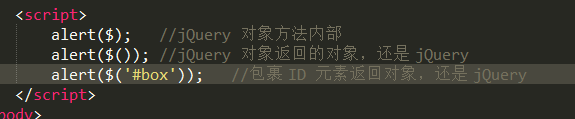 <script>
alert($);   //jQuery 对象方法内部
alert($()); //jQuery 对象返回的对象，还是 jQuery
alert($('#box'));   //包裹 ID 元素返回对象，还是 jQuery
</script>
body>